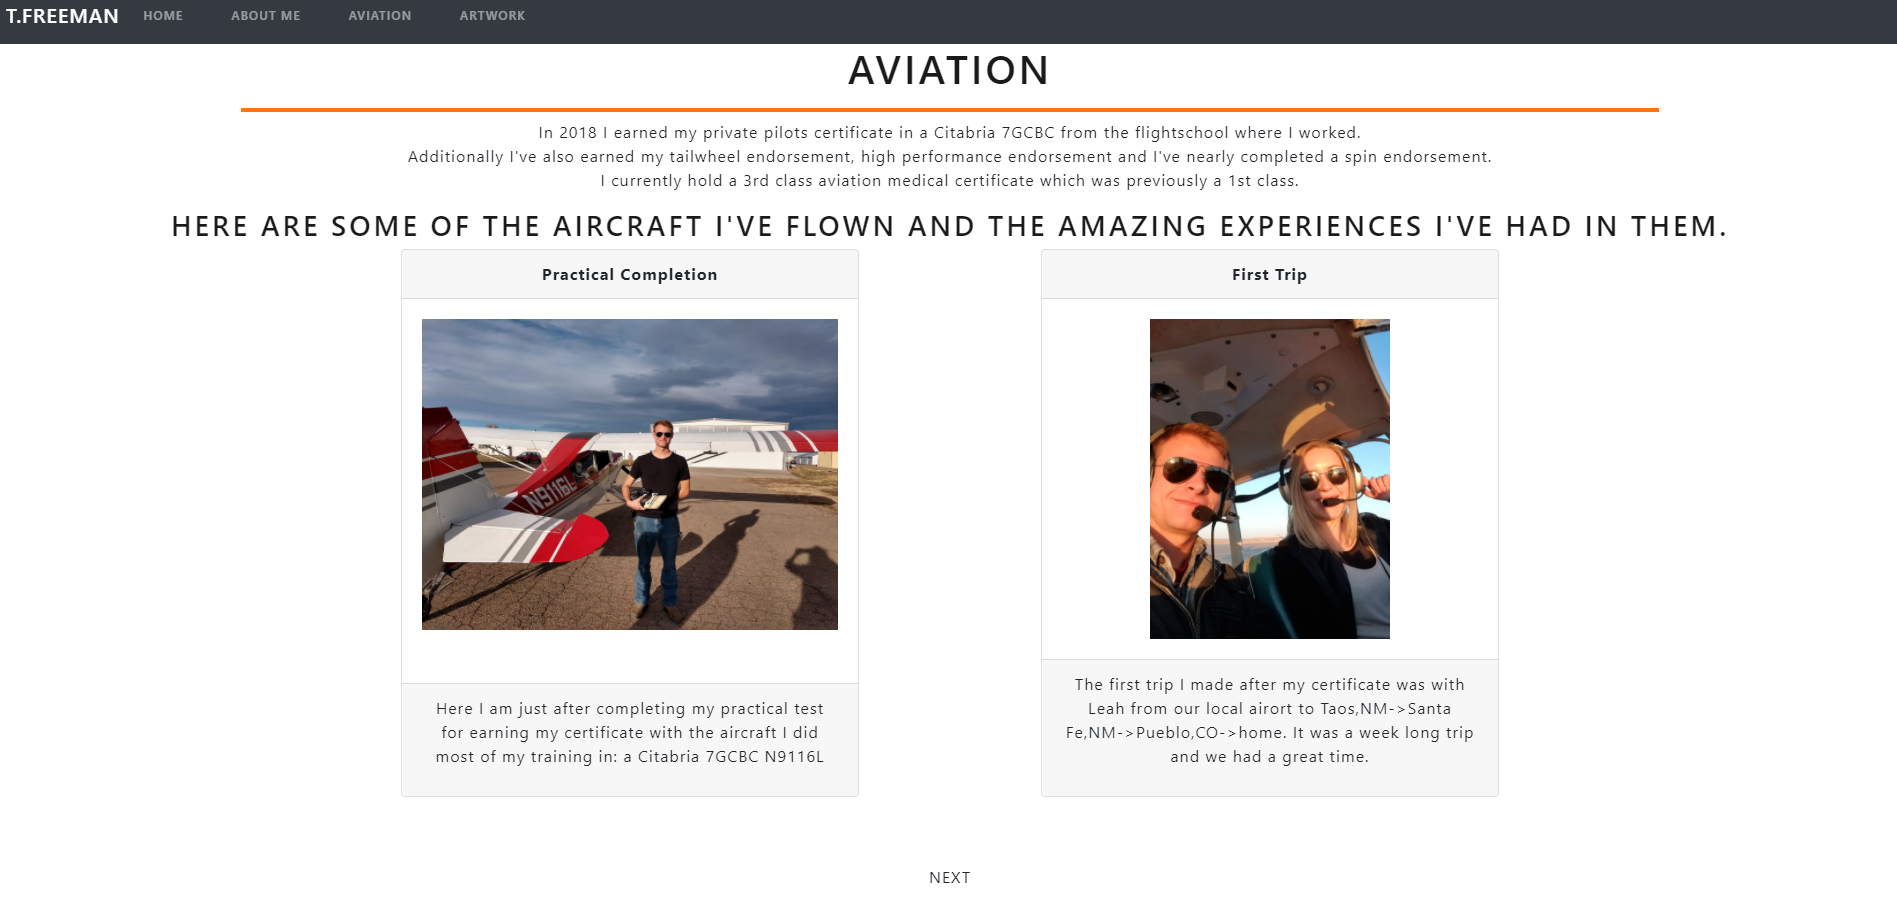 T.FREEMAN HOME ABOUT ME AVIATION ARTWORK
AVIATION
In 2018 I earned my private pilots certificate in a Citabria 7GCBC from the flightschool where I worked.
Additionally I've also earned my tailwheel endorsement, high performance endorsement and I've nearly completed a spin endorsement.
I currently hold a 3rd class aviation medical certificate which was previously a 1st class.
HERE ARE SOME OF THE AIRCRAFT I'VE FLOWN AND THE AMAZING EXPERIENCES I'VE HAD IN THEM.
Practical Completion
N9116L
Here I am just after completing my practical test
for earning my certificate with the aircraft I did
most of my training in: a Citabria 7GCBC N9116L
First Trip
The first trip I made after my certificate was with
Leah from our local airort to Taos,NM->Santa
Fe,NM->Pueblo,CO->home. It was a week long trip
and we had a great time.
NEXT